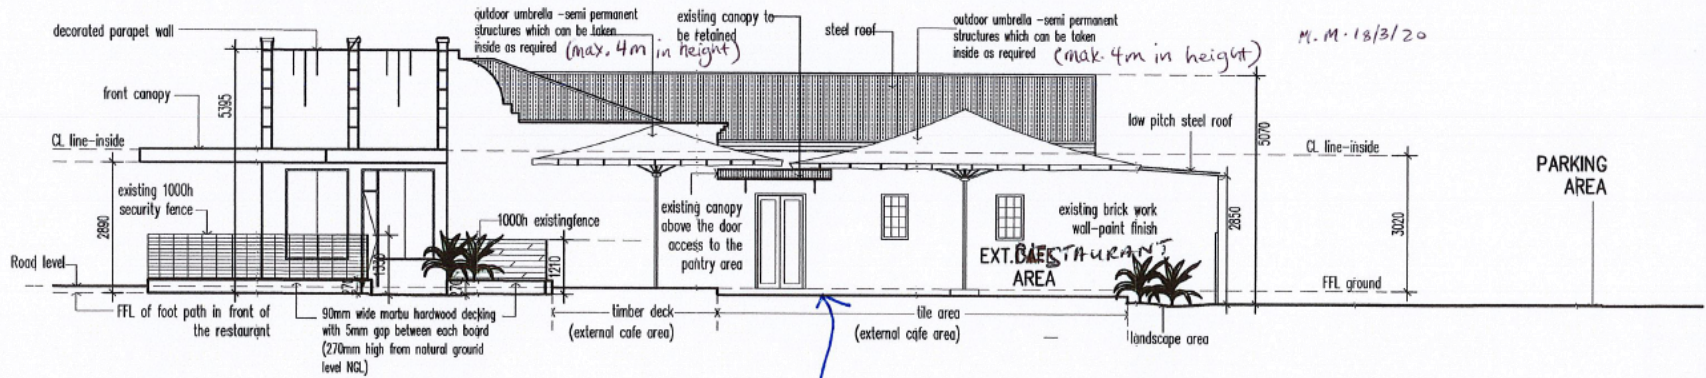 decorated parapet wall
outdoor umbrella -semi permanent
structures which can be taken
inside as required (max. 4m in height)
existing canopy to
be retained
steel roof
outdoor umbrella -semi permanent
structures which can be taken
inside as required (max. 4m in height)
M.M. 18/3/20
front canopy
5395
low pitch steel roof
5070
CL line-inside
CL line-inside
PARKING
AREA
existing 1000h
security fence
2890
1000h existingfence
existing canopy
above the door
access to the
pantry area
existing brick work
wall-paint finish
2850
3020
EXT. RESTAURANT
AREA
Road level
1210
FFL ground
FFL of foot path in front of
the restaurant
90mm wide marbu hardwood decking
with 5mm gap between each board
(270mm high from natural ground
level NGL)
timber deck
(external cafe area)
tile area
(external cafe area)
landscape area